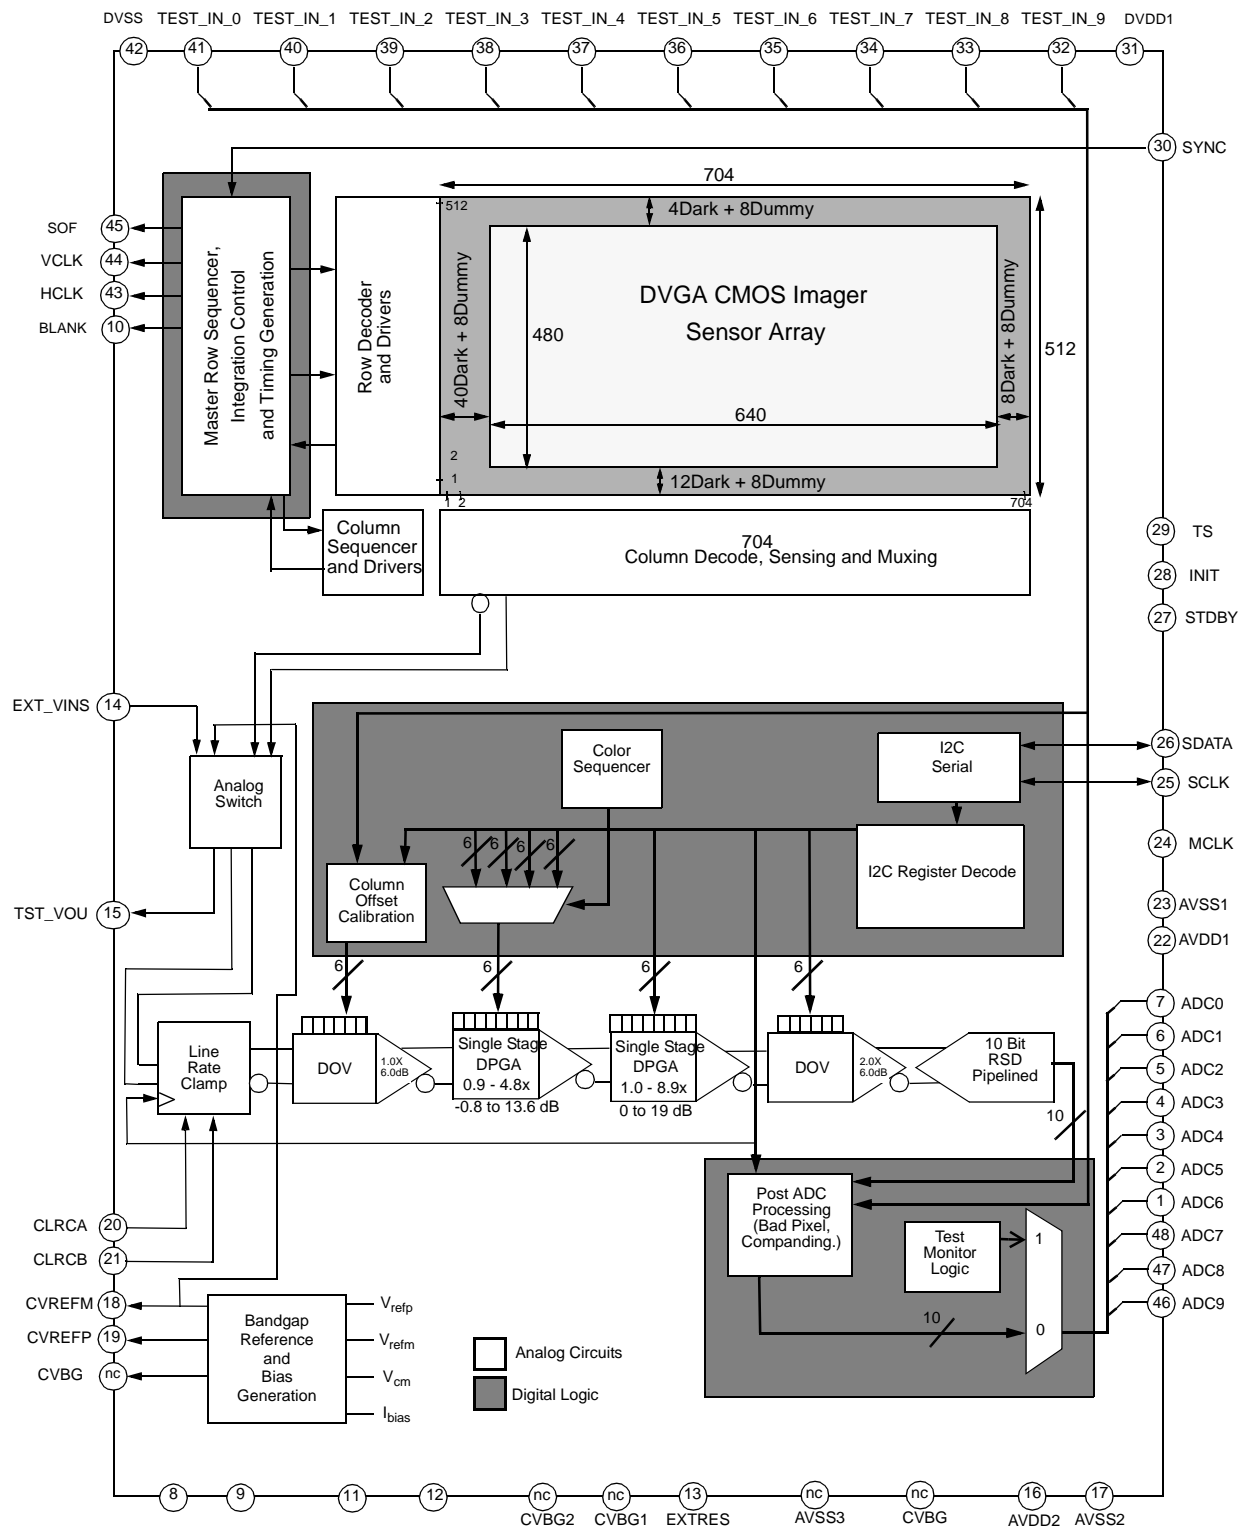 DVSS TEST_IN_0 TEST_IN_1 TEST_IN_2 TEST_IN_3 TEST_IN_4 TEST_IN_5 TEST_IN_6 TEST_IN_7 TEST_IN_8 TEST_IN_9 DVDD1
42 41 40 39 38 37 36 35 34 33 32 31
30 SYNC
704
512
4Dark + 8Dummy
SOF 45
VCLK 44
HCLK 43
BLANK 10
Master Row Sequencer,
Integration Control
and Timing Generation
Row Decoder
and Drivers
40Dark + 8Dummy
480
DVGA CMOS Imager
Sensor Array
640
8Dark + 8Dummy
512
2
1
12Dark + 8Dummy
1 2
704
Column
Sequencer
and Drivers
704
Column Decode, Sensing and Muxing
29 TS
28 INIT
27 STDBY
EXT_VINS 14
Analog
Switch
Color
Sequencer
I2C
Serial
26 SDATA
25 SCLK
6 6 6 6 6
24 MCLK
Column
Offset
Calibration
I2C Register Decode
TST_VOU 15
23 AVSS1
22 AVDD1
6 6 6 6
7 ADC0
6 ADC1
5 ADC2
4 ADC3
3 ADC4
2 ADC5
1 ADC6
48 ADC7
47 ADC8
46 ADC9
Line
Rate
Clamp
DOV
1.0X
6.0dB
Single Stage
DPGA
0.9 - 4.8x
-0.8 to 13.6 dB
Single Stage
DPGA
1.0 - 8.9x
0 to 19 dB
DOV
2.0X
6.0dB
10 Bit
RSD
Pipelined
10
Post ADC
Processing
(Bad Pixel,
Companding.)
Test
Monitor
Logic
1
10
0
CLRCA 20
CLRCB 21
CVREFM 18
CVREFP 19
CVBG nc
Bandgap
Reference
and
Bias
Generation
Vrefp
Vrefm
Vcm
Ibias
Analog Circuits
Digital Logic
8 9 11 12 nc nc 13 nc nc 16 17
CVBG2 CVBG1 EXTRES AVSS3 CVBG AVDD2 AVSS2